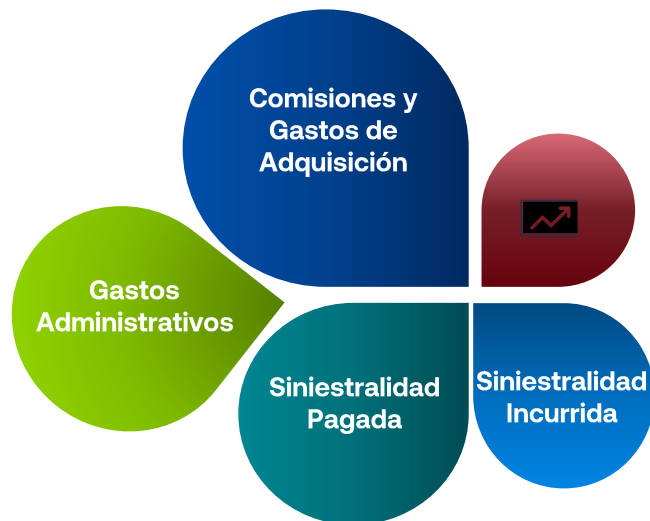 Comisiones y
Gastos de
Adquisición
Gastos
Administrativos
Siniestralidad
Pagada
Siniestralidad
Incurrida